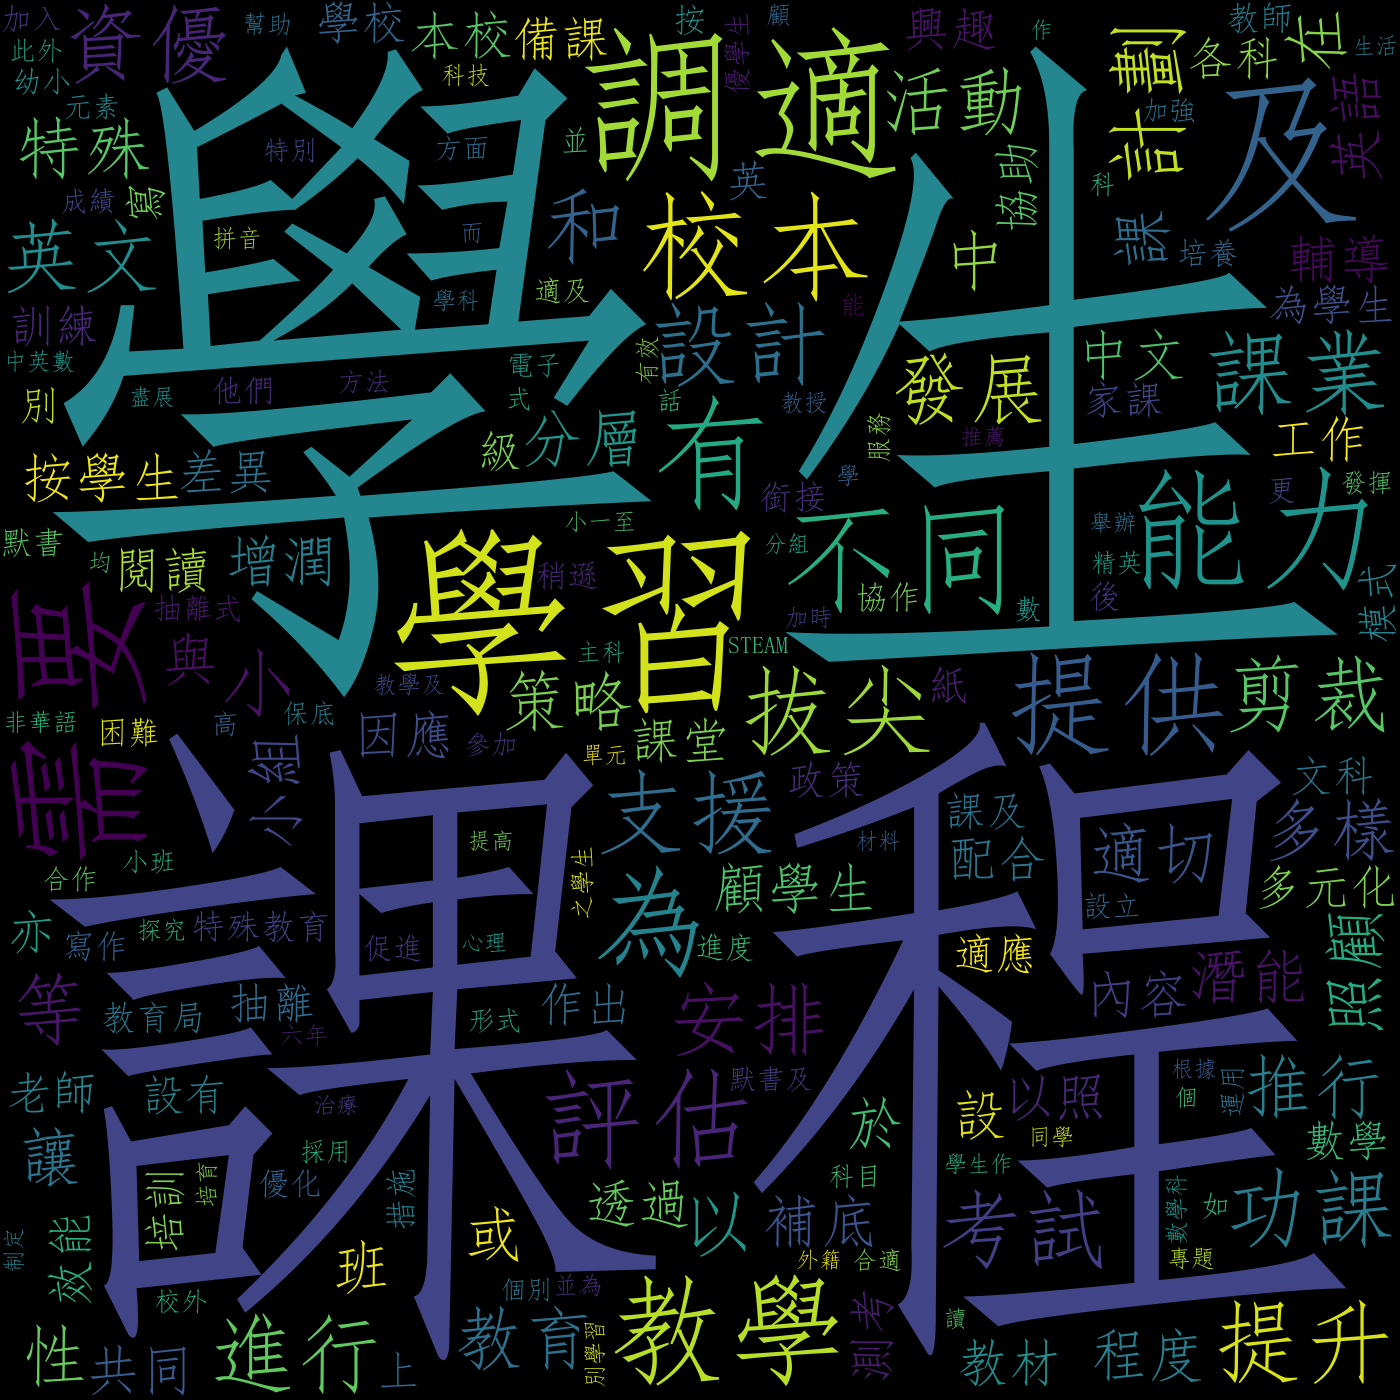 學生
課程
學習
調適
校本
需要
能力
不同
有
教學
及
提供
支援
為
評估
拔尖
設計
發展
課業
剪裁
計劃
在
資優
特殊
英文
活動
和
本校
備課
學校
加入
此外
幼小
元素
幫助
科技
按
優學生
顧
興趣
作
教師
各科
生活
英語
加強
協助
科
課
培養
輔導
為學生
中
英
並
方面
特別
成績
寫
拼音
而
學科
適及
訓練
中英數
別
盡展
他們
方法
電子
式
有效
話
教授
服務
推薦
能
中文
家課
工作
更
發揮
按學生
差異
級
分層
銜接
學
舉辦
精英
後
模式
默書
均
閱讀
增潤
小一至
稍遜
分組
協作
加時
數
抽離式
與
小
STEAM
主科
教學及
策略
紙
非華語
困難
高
保底
因應
參加
單元
課堂
政策
小組
文科
多樣
課及
配合
適切
材料
提高
合作
小班
顧學生
多元化
設立
之學生
亦
寫作
探究
特殊教育
促進
心理
進度
適應
照顧
內容
潛能
等
教育局
抽離
作出
安排
六年
形式
默書及
老師
設有
治療
於
設
以照
根據
個
運用
推行
讓
採用
同學
數學
培訓
培育
優化
措施
或
透過
以
補底
科目
學生作
考試
數學科
如
功課
制定
效能
校外
班
個別
並為
外籍
合適
專題
性
共同
進行
上
教育
別學習
測考
讀
教材
程度
提升